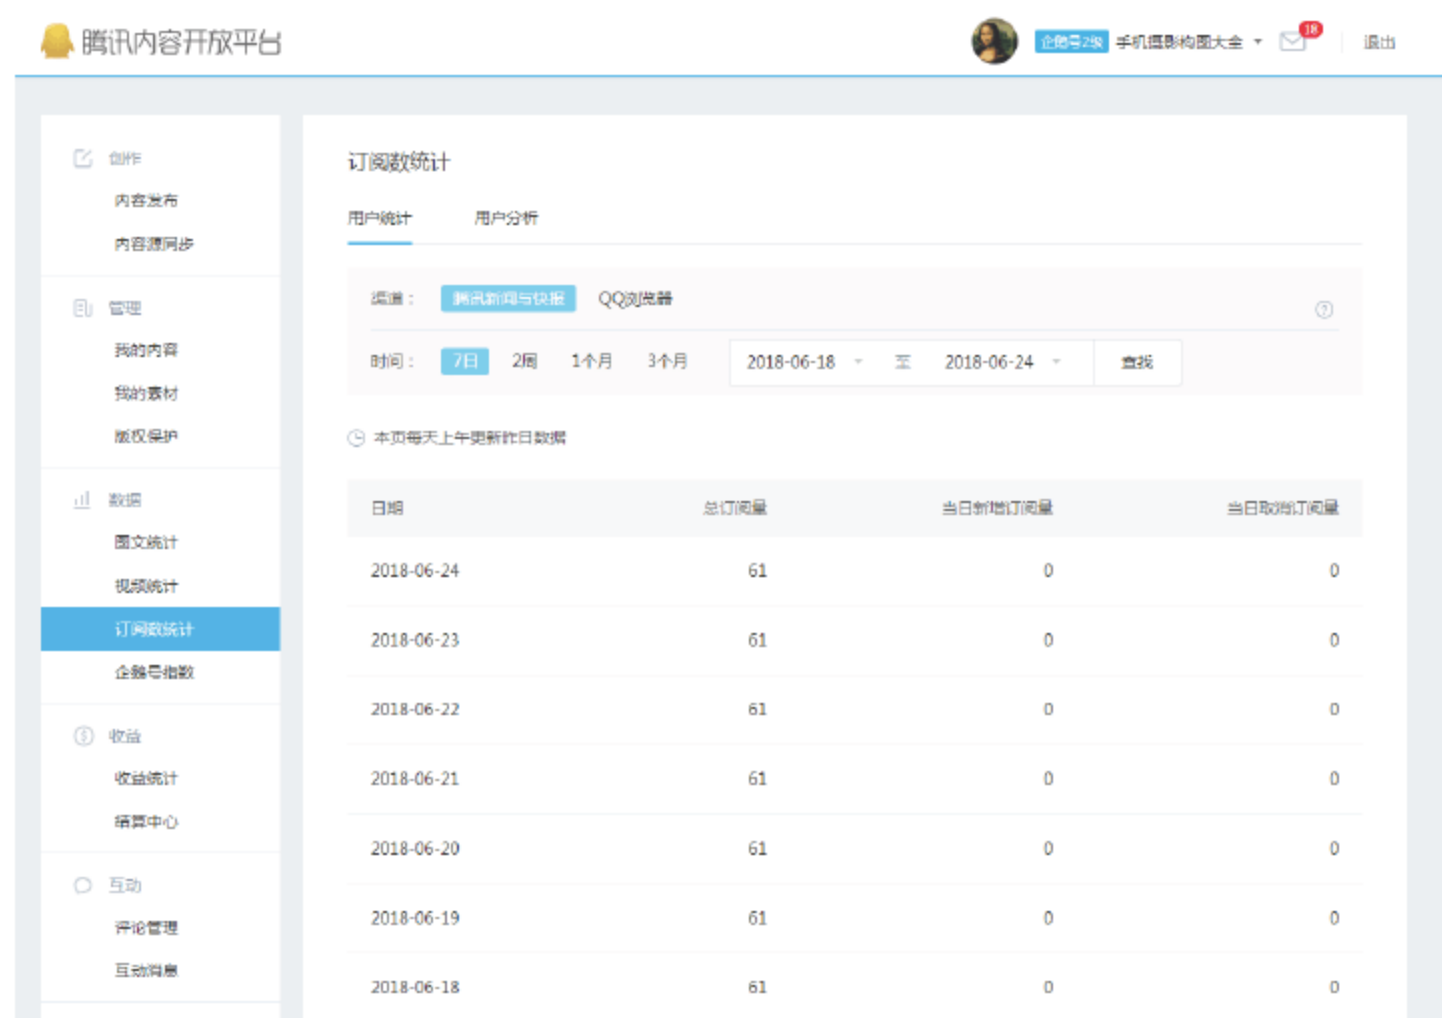 腾讯内容开放平台
企鹅号2级 手机摄影构图大全 18 退出
创作
内容发布
内容源同步
管理
我的内容
我的素材
版权保护
数据
图文统计
视频统计
订阅数统计
企鹅号指数
收益
收益统计
结算中心
互动
评论管理
互动消息
订阅数统计
用户统计 用户分析
渠道： 腾讯新闻与快报 QQ浏览器
时间： 7日 2周 1个月 3个月 2018-06-18 至 2018-06-24 查找
本页每天上午更新昨日数据
日期 总订阅量 当日新增订阅量 当日取消订阅量
2018-06-24 61 0 0
2018-06-23 61 0 0
2018-06-22 61 0 0
2018-06-21 61 0 0
2018-06-20 61 0 0
2018-06-19 61 0 0
2018-06-18 61 0 0